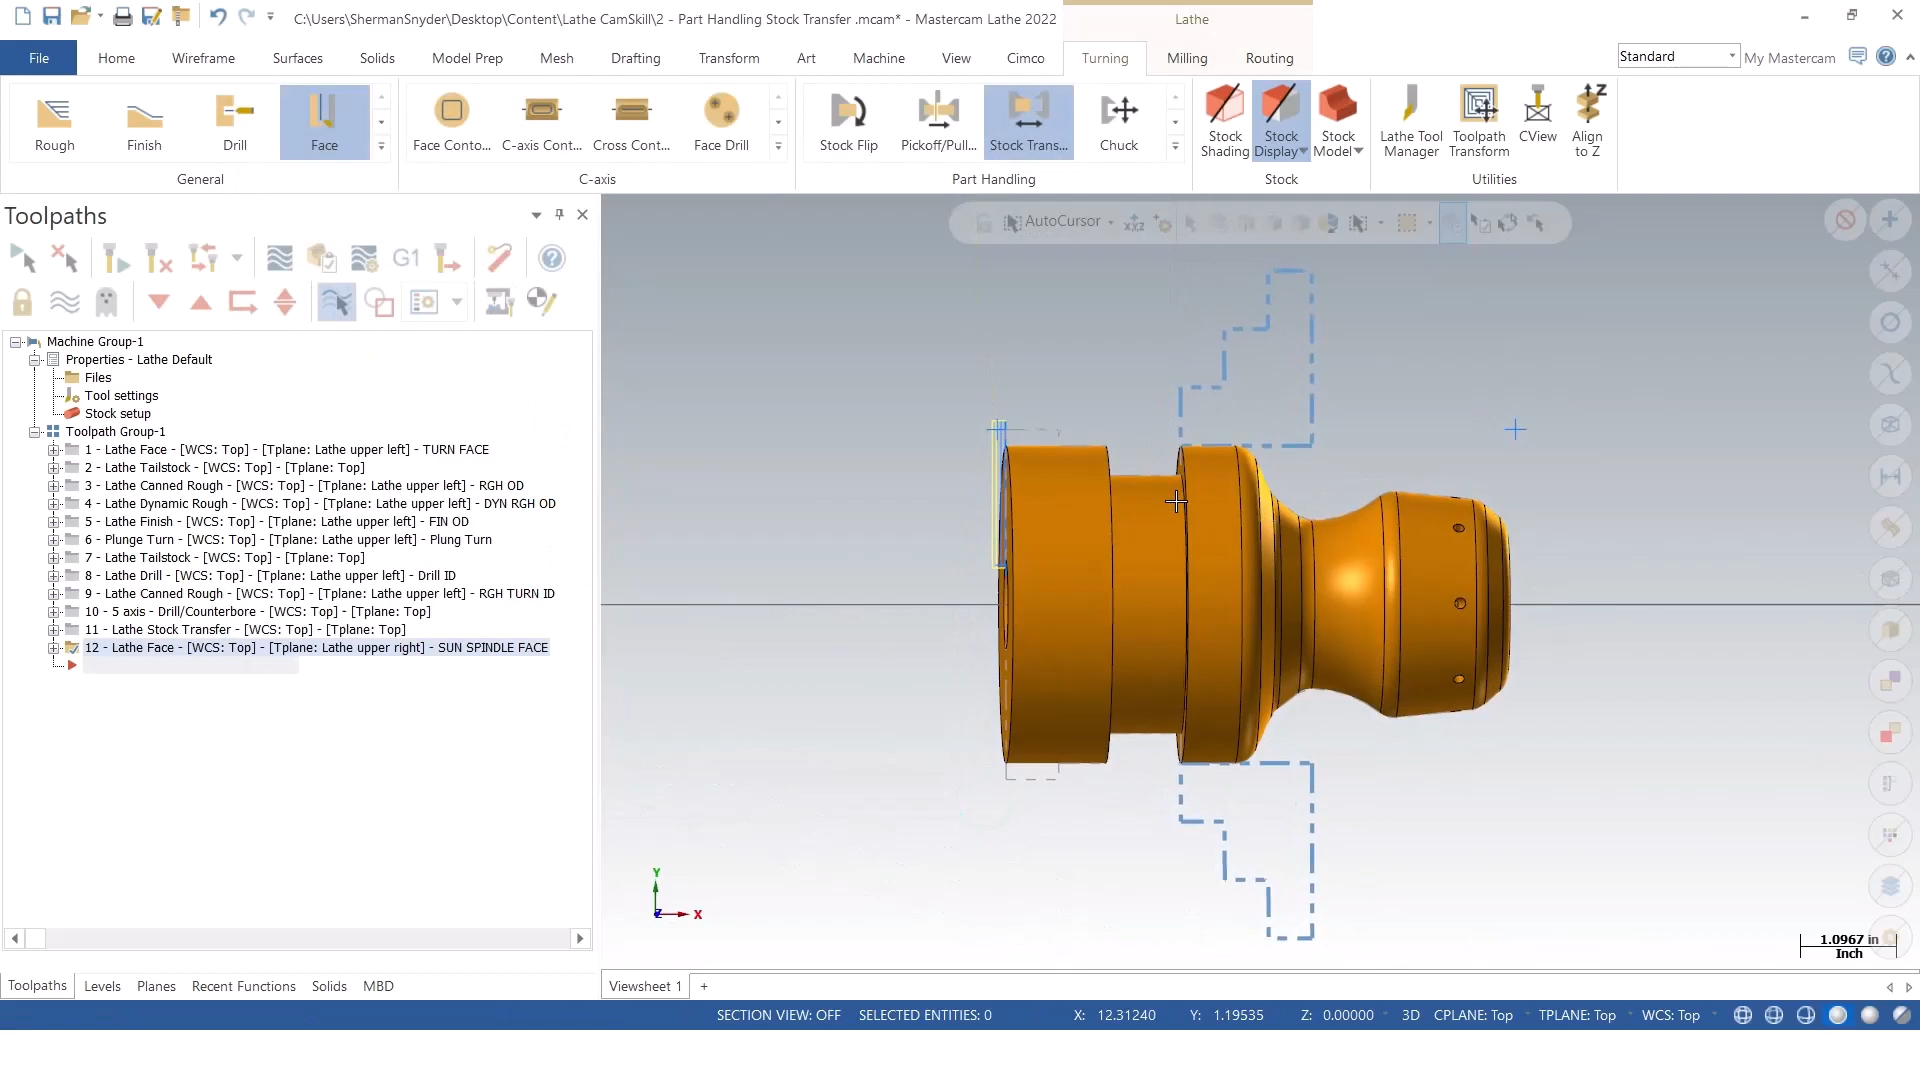 C:\Users\ShermanSnyder\Desktop\Content\Lathe CamSkill\2 - Part Handling Stock Transfer .mcam* - Mastercam Lathe 2022
Lathe
File Home Wireframe Surfaces Solids Model Prep Mesh Drafting Transform Art Machine View Cimco Turning Milling Routing
Standard My Mastercam
Rough Finish Drill Face
Face Conto... C-axis Cont... Cross Cont... Face Drill
Stock Flip Pickoff/Pull... Stock Trans... Chuck
Stock Shading
Stock Display
Stock Model
Lathe Tool Manager
Toolpath Transform
CView
Align to Z
General C-axis Part Handling Stock Utilities
Toolpaths
AutoCursor
G1
Machine Group-1
Properties - Lathe Default
Files
Tool settings
Stock setup
Toolpath Group-1
1 - Lathe Face - [WCS: Top] - [Tplane: Lathe upper left] - TURN FACE
2 - Lathe Tailstock - [WCS: Top] - [Tplane: Top]
3 - Lathe Canned Rough - [WCS: Top] - [Tplane: Lathe upper left] - RGH OD
4 - Lathe Dynamic Rough - [WCS: Top] - [Tplane: Lathe upper left] - DYN RGH OD
5 - Lathe Finish - [WCS: Top] - [Tplane: Lathe upper left] - FIN OD
6 - Plunge Turn - [WCS: Top] - [Tplane: Lathe upper left] - Plung Turn
7 - Lathe Tailstock - [WCS: Top] - [Tplane: Top]
8 - Lathe Drill - [WCS: Top] - [Tplane: Lathe upper left] - Drill ID
9 - Lathe Canned Rough - [WCS: Top] - [Tplane: Lathe upper left] - RGH TURN ID
10 - 5 axis - Drill/Counterbore - [WCS: Top] - [Tplane: Top]
11 - Lathe Stock Transfer - [WCS: Top] - [Tplane: Top]
12 - Lathe Face - [WCS: Top] - [Tplane: Lathe upper right] - SUN SPINDLE FACE
Y
Z X
1.0967 in
Inch
Toolpaths Levels Planes Recent Functions Solids MBD
Viewsheet 1 +
SECTION VIEW: OFF SELECTED ENTITIES: 0 X: 12.31240 Y: 1.19535 Z: 0.00000 3D CPLANE: Top TPLANE: Top WCS: Top